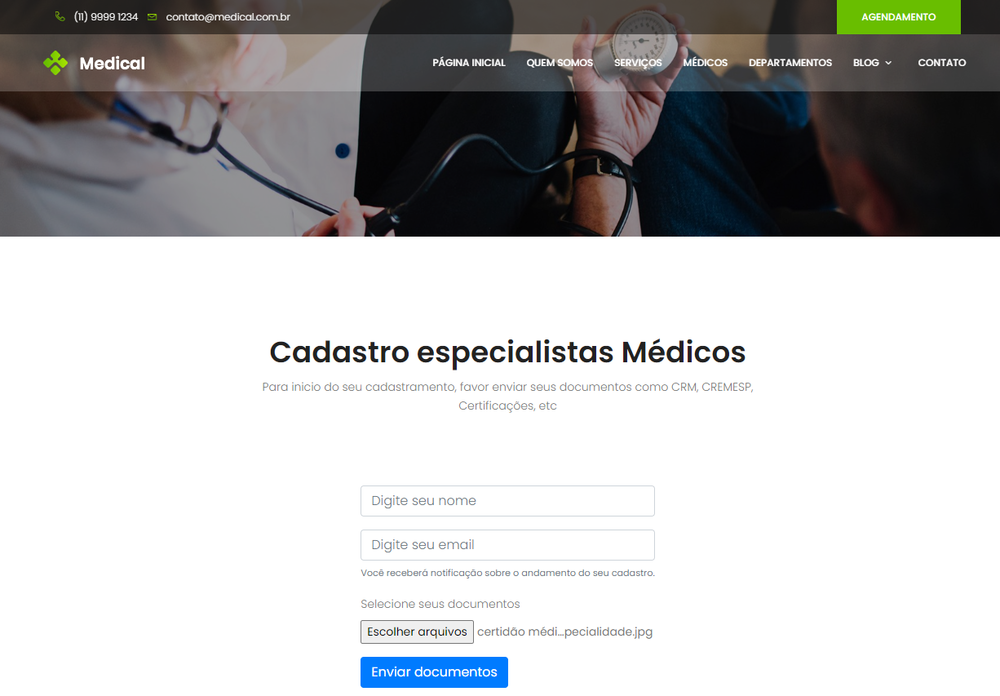 (11) 9999 1234 contato@medical.com.br AGENDAMENTO
Medical PÁGINA INICIAL QUEM SOMOS SERVIÇOS MÉDICOS DEPARTAMENTOS BLOG CONTATO
Cadastro especialistas Médicos
Para inicio do seu cadastramento, favor enviar seus documentos como CRM, CREMESP,
Certificações, etc
Digite seu nome
Digite seu email
Você receberá notificação sobre o andamento do seu cadastro.
Selecione seus documentos
Escolher arquivos certidão médi...pecialidade.jpg
Enviar documentos